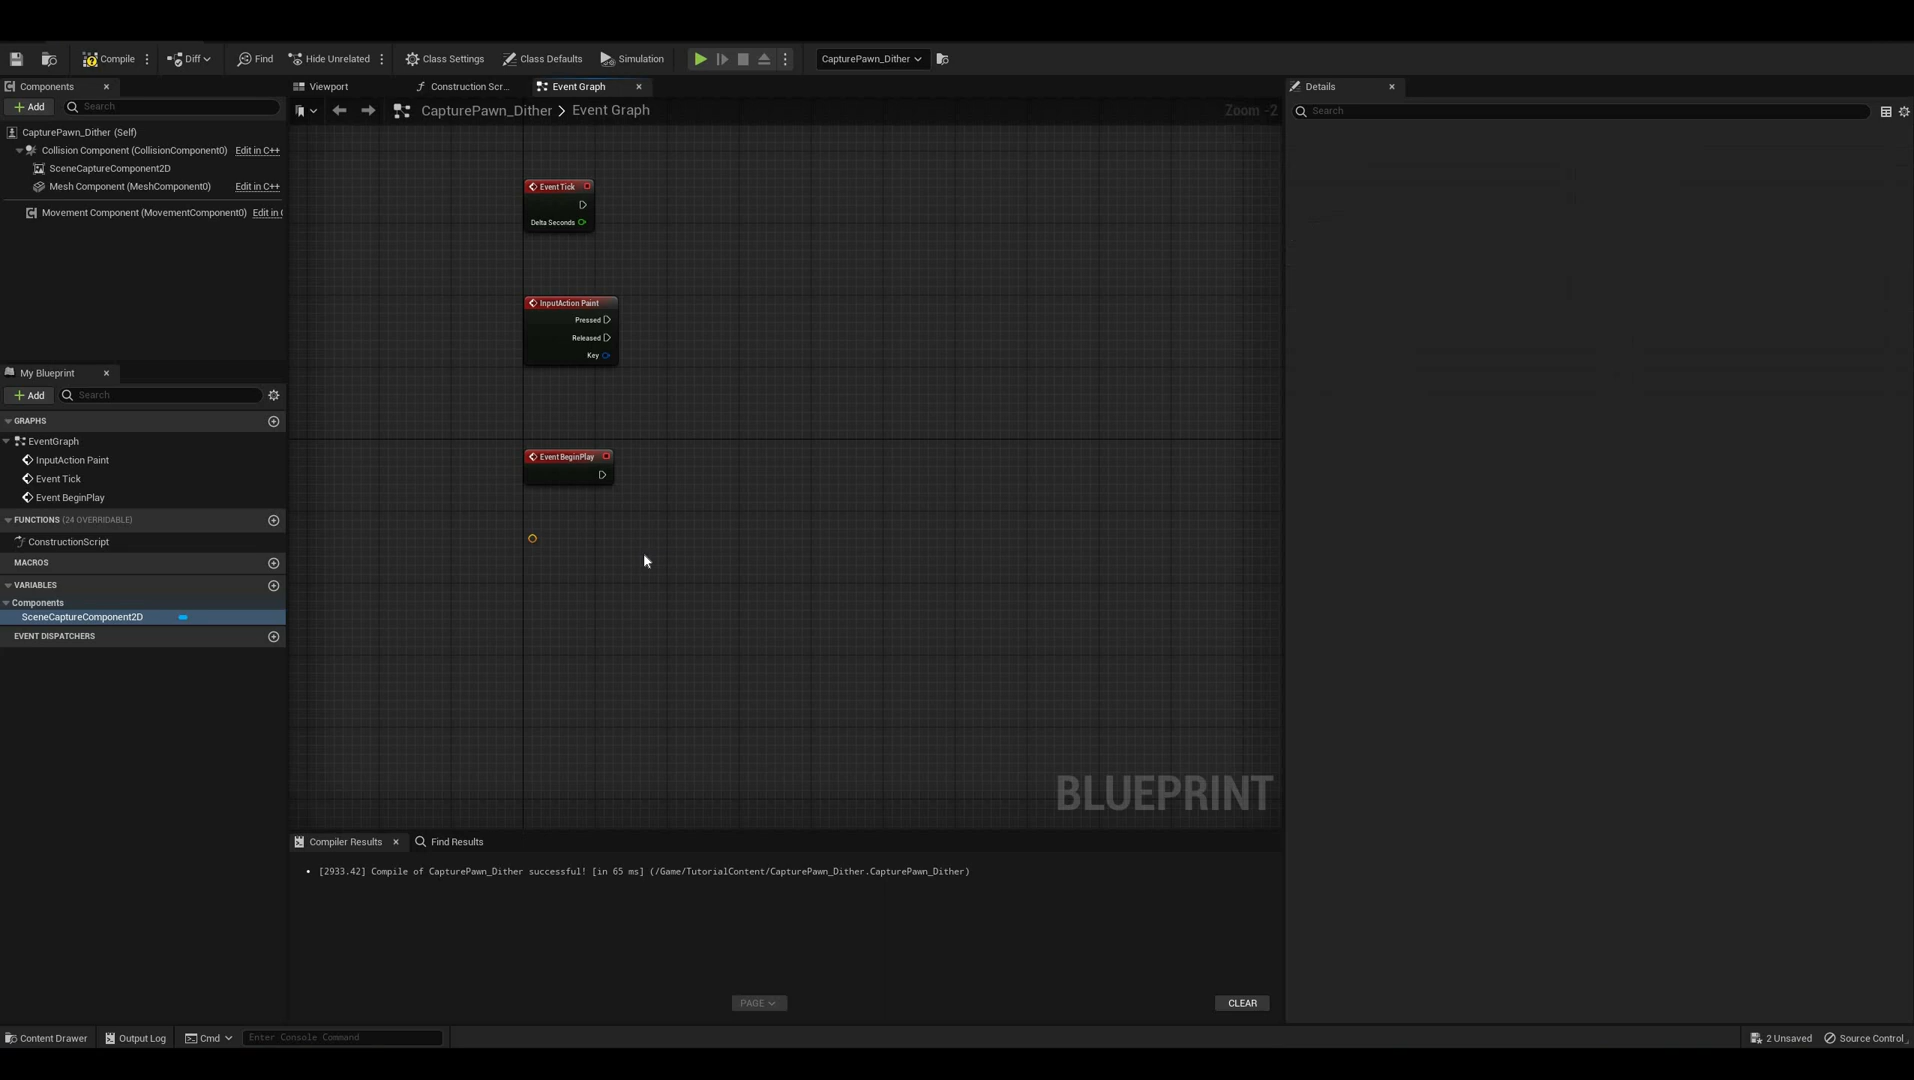 Compile
Diff
Find
Hide Unrelated
Class Settings
Class Defaults
Simulation
CapturePawn_Dither
Components
Add
Search
CapturePawn_Dither (Self)
Collision Component (CollisionComponent0) Edit in C++
SceneCaptureComponent2D
Mesh Component (MeshComponent0) Edit in C++
Movement Component (MovementComponent0) Edit in
My Blueprint
Add
Search
GRAPHS
EventGraph
InputAction Paint
Event Tick
Event BeginPlay
FUNCTIONS (24 OVERRIDABLE)
ConstructionScript
MACROS
VARIABLES
Components
SceneCaptureComponent2D
EVENT DISPATCHERS
Viewport
Construction Scr...
Event Graph
CapturePawn_Dither > Event Graph
Zoom -2
Event Tick
Delta Seconds
InputAction Paint
Pressed
Released
Key
Event BeginPlay
BLUEPRINT
Compiler Results
Find Results
[2933.42] Compile of CapturePawn_Dither successful! [in 65 ms] (/Game/TutorialContent/CapturePawn_Dither.CapturePawn_Dither)
PAGE
CLEAR
Details
Search
Content Drawer
Output Log
Cmd
Enter Console Command
2 Unsaved
Source Control